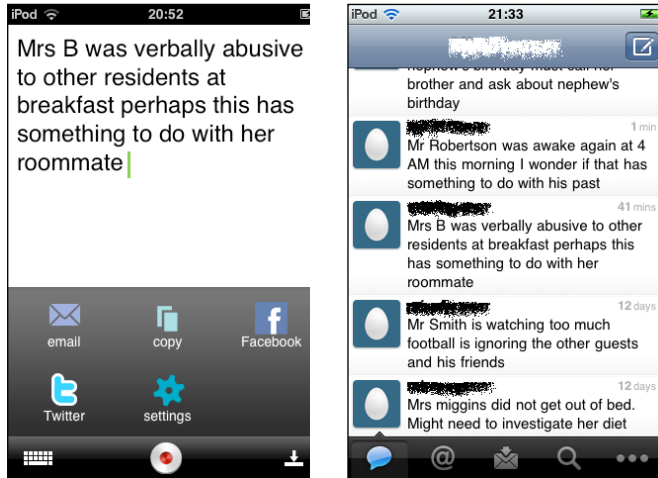 iPod
20:52
Mrs B was verbally abusive
to other residents at
breakfast perhaps this has
something to do with her
roommate
email
copy
Facebook
Twitter
settings
iPod
21:33
brother and ask about nephew's
birthday
1 min
Mr Robertson was awake again at 4
AM this morning I wonder if that has
something to do with his past
41 mins
Mrs B was verbally abusive to other
residents at breakfast perhaps this
has something to do with her
roommate
12 days
Mr Smith is watching too much
football is ignoring the other guests
and his friends
12 days
Mrs miggins did not get out of bed.
Might need to investigate her diet